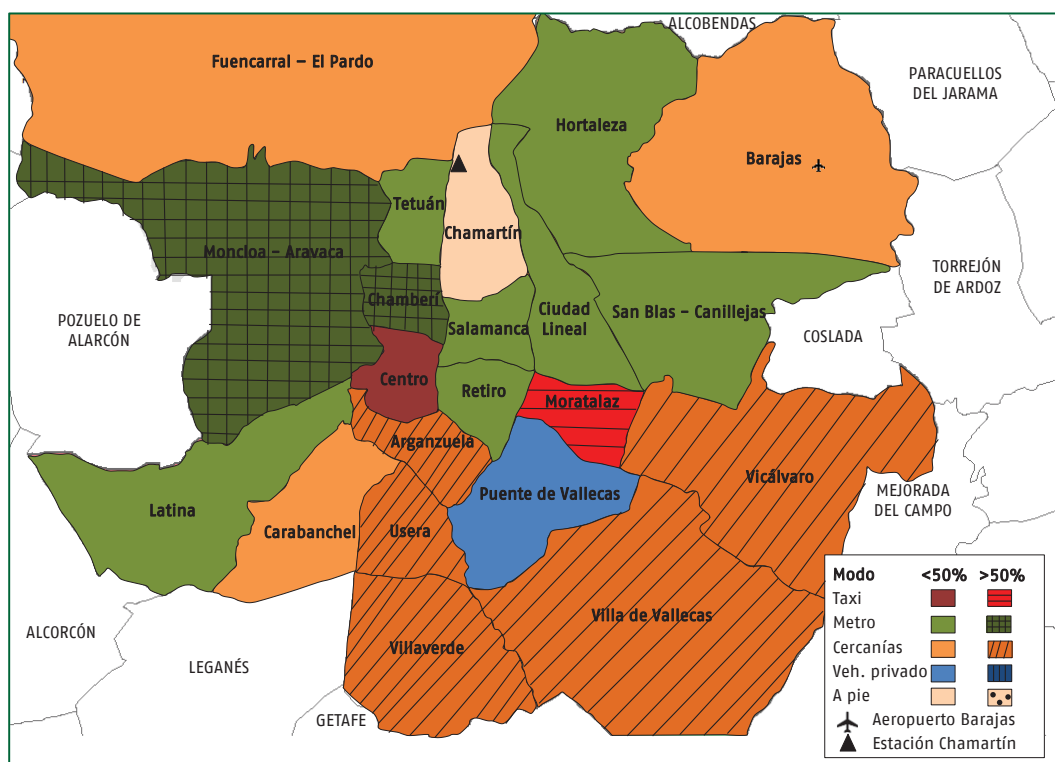 ALCOBENDAS
Fuencarral – El Pardo
PARACUELLOS
DEL JARAMA
Hortaleza
Barajas
Tetuán
Chamartín
Moncloa – Aravaca
TORREJÓN
DE ARDOZ
Chamberí
POZUELO DE
ALARCÓN
Salamanca
Ciudad
Lineal
San Blas – Canillejas
COSLADA
Centro
Retiro
Moratalaz
Arganzuela
Vicálvaro
Puente de Vallecas
MEJORADA
DEL CAMPO
Latina
Carabanchel
Usera
Villa de Vallecas
Villaverde
ALCORCÓN
LEGANÉS
GETAFE
Modo <50% >50%
Taxi
Metro
Cercanías
Veh. privado
A pie
Aeropuerto Barajas
Estación Chamartín